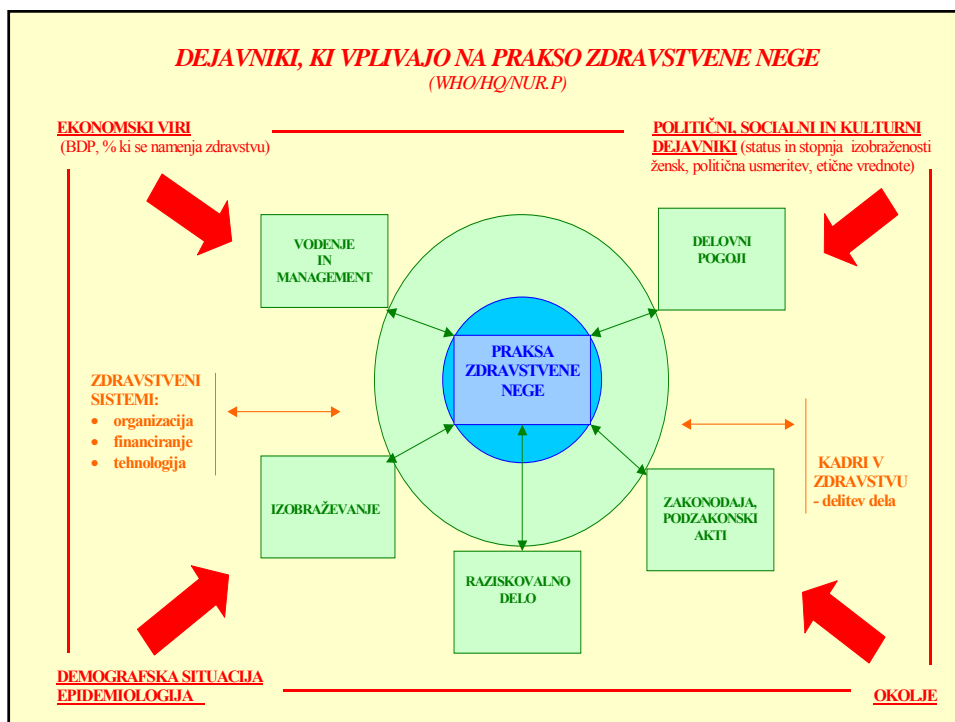 DEJAVNIKI, KI VPLIVAJO NA PRAKSO ZDRAVSTVENE NEGE
(WHO/HQ/NUR.P)
EKONOMSKI VIRI
(BDP, % ki se namenja zdravstvu)
POLITIČNI, SOCIALNI IN KULTURNI
DEJAVNIKI (status in stopnja izobraženosti
žensk, politična usmeritev, etične vrednote)
VODENJE
IN
MANAGEMENT
DELOVNI
POGOJI
PRAKSA
ZDRAVSTVENE
NEGE
ZDRAVSTVENI
SISTEMI:
• organizacija
• financiranje
• tehnologija
KADRI V
ZDRAVSTVU
- delitev dela
IZOBRAŽEVANJE
ZAKONODAJA,
PODZAKONSKI
AKTI
RAZISKOVALNO
DELO
DEMOGRAFSKA SITUACIJA
EPIDEMIOLOGIJA
OKOLJE